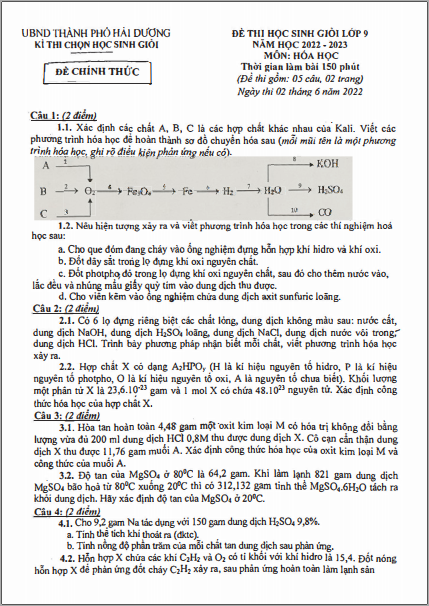 UBND THÀNH PHỐ HẢI DƯƠNG
KÌ THI CHỌN HỌC SINH GIỎI
ĐỀ CHÍNH THỨC
ĐỀ THI HỌC SINH GIỎI LỚP 9
NĂM HỌC 2022 - 2023
MÔN: HÓA HỌC
Thời gian làm bài 150 phút
(Đề thi gồm: 05 câu, 02 trang)
Ngày thi 02 tháng 6 năm 2022
Câu 1: (2 điểm)
1.1. Xác định các chất A, B, C là các hợp chất khác nhau của Kali. Viết các
phương trình hóa học để hoàn thành sơ đồ chuyển hóa sau (mỗi mũi tên là một phương
trình hóa học, ghi rõ điều kiện phản ứng nếu có).
A 1 8 KOH
B 2 O₂ 4 Fe₃O₄ 5 Fe 6 H₂ 7 H₂O 9 H₂SO₄
C 3 10 CO
1.2. Nêu hiện tượng xảy ra và viết phương trình hóa học trong các thí nghiệm hoá
học sau:
a. Cho que đóm đang cháy vào ống nghiệm đựng hỗn hợp khí hidro và khí oxi.
b. Đốt dây sắt trong lọ đựng khí oxi nguyên chất.
c. Đốt photpho đỏ trong lọ đựng khí oxi nguyên chất, sau đó cho thêm nước vào,
lắc đều và nhúng mẩu giấy quỳ tím vào dung dịch thu được.
d. Cho viên kẽm vào ống nghiệm chứa dung dịch axit sunfuric loãng.
Câu 2: (2 điểm)
2.1. Có 6 lọ đựng riêng biệt các chất lỏng, dung dịch không màu sau: nước cất,
dung dịch NaOH, dung dịch H₂SO₄ loãng, dung dịch NaCl, dung dịch nước vôi trong,
dung dịch HCl. Trình bày phương pháp nhận biết mỗi chất, viết phương trình hóa học
xảy ra.
2.2. Hợp chất X có dạng A₂HPOᵧ (H là kí hiệu nguyên tố hidro, P là kí hiệu
nguyên tố photpho, O là kí hiệu nguyên tố oxi, A là nguyên tố chưa biết). Khối lượng
một phân tử X là 23,6.10⁻²³ gam và 1 mol X có chứa 48.10²³ nguyên tử. Xác định công
thức hóa học của hợp chất X.
Câu 3: (2 điểm)
3.1. Hòa tan hoàn toàn 4,48 gam một oxit kim loại M có hóa trị không đổi bằng
lượng vừa đủ 200 ml dung dịch HCl 0,8M thu được dung dịch X. Cô cạn cẩn thận dung
dịch X thu được 11,76 gam muối A. Xác định công thức hóa học của oxit kim loại M và
công thức của muối A.
3.2. Độ tan của MgSO₄ ở 80⁰C là 64,2 gam. Khi làm lạnh 821 gam dung dịch
MgSO₄ bão hoà từ 80⁰C xuống 20⁰C thì có 312,132 gam tinh thể MgSO₄.6H₂O tách ra
khỏi dung dịch. Hãy xác định độ tan của MgSO₄ ở 20⁰C.
Câu 4: (2 điểm)
4.1. Cho 9,2 gam Na tác dụng với 150 gam dung dịch H₂SO₄ 9,8%.
a. Tính thể tích khí thoát ra (đktc).
b. Tính nồng độ phần trăm của mỗi chất tan dung dịch sau phản ứng.
4.2. Hỗn hợp X chứa các khí C₂H₂ và O₂ có tỉ khối với khí hidro là 15,4. Đốt nóng
hỗn hợp X để phản ứng đốt cháy C₂H₂ xảy ra, sau phản ứng hoàn toàn làm lạnh sản